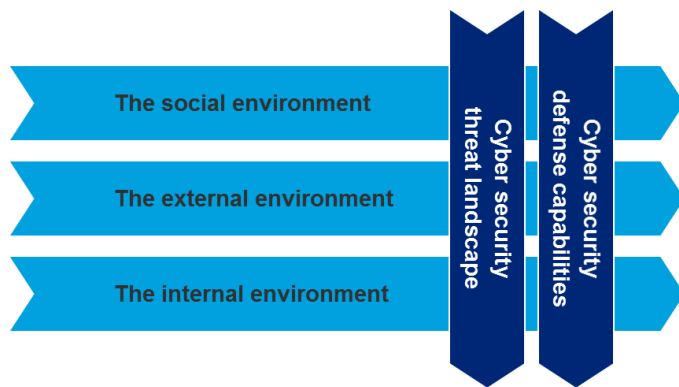 The social environment
The external environment
The internal environment
Cyber security
threat landscape
Cyber security
defense capabilities